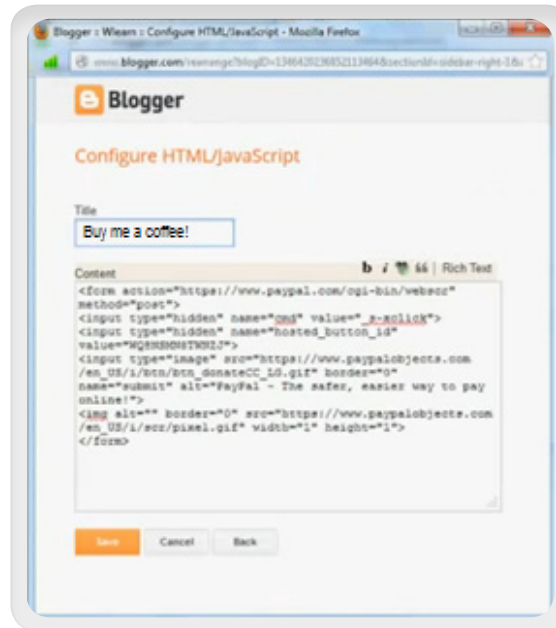 Blogger : Wlearn : Configure HTML/JavaScript - Mozilla Firefox
www.blogger.com/rearrange?blogID=
Blogger
Configure HTML/JavaScript
Title
Buy me a coffee!
Content
b i Rich Text
<form action="https://www.paypal.com/cgi-bin/webscr"
method="post">
<input type="hidden" name="cmd" value="_s-xclick">
<input type="hidden" name="hosted_button_id"
<input type="image" src="https://www.paypalobjects.com
/en_US/i/btn/btn_donateCC_LG.gif" border="0"
name="submit" alt="PayPal - The safer, easier way to pay
online!">
<img alt="" border="0" src="https://www.paypalobjects.com
/en_US/i/scr/pixel.gif" width="1" height="1">
</form>
Save Cancel Back